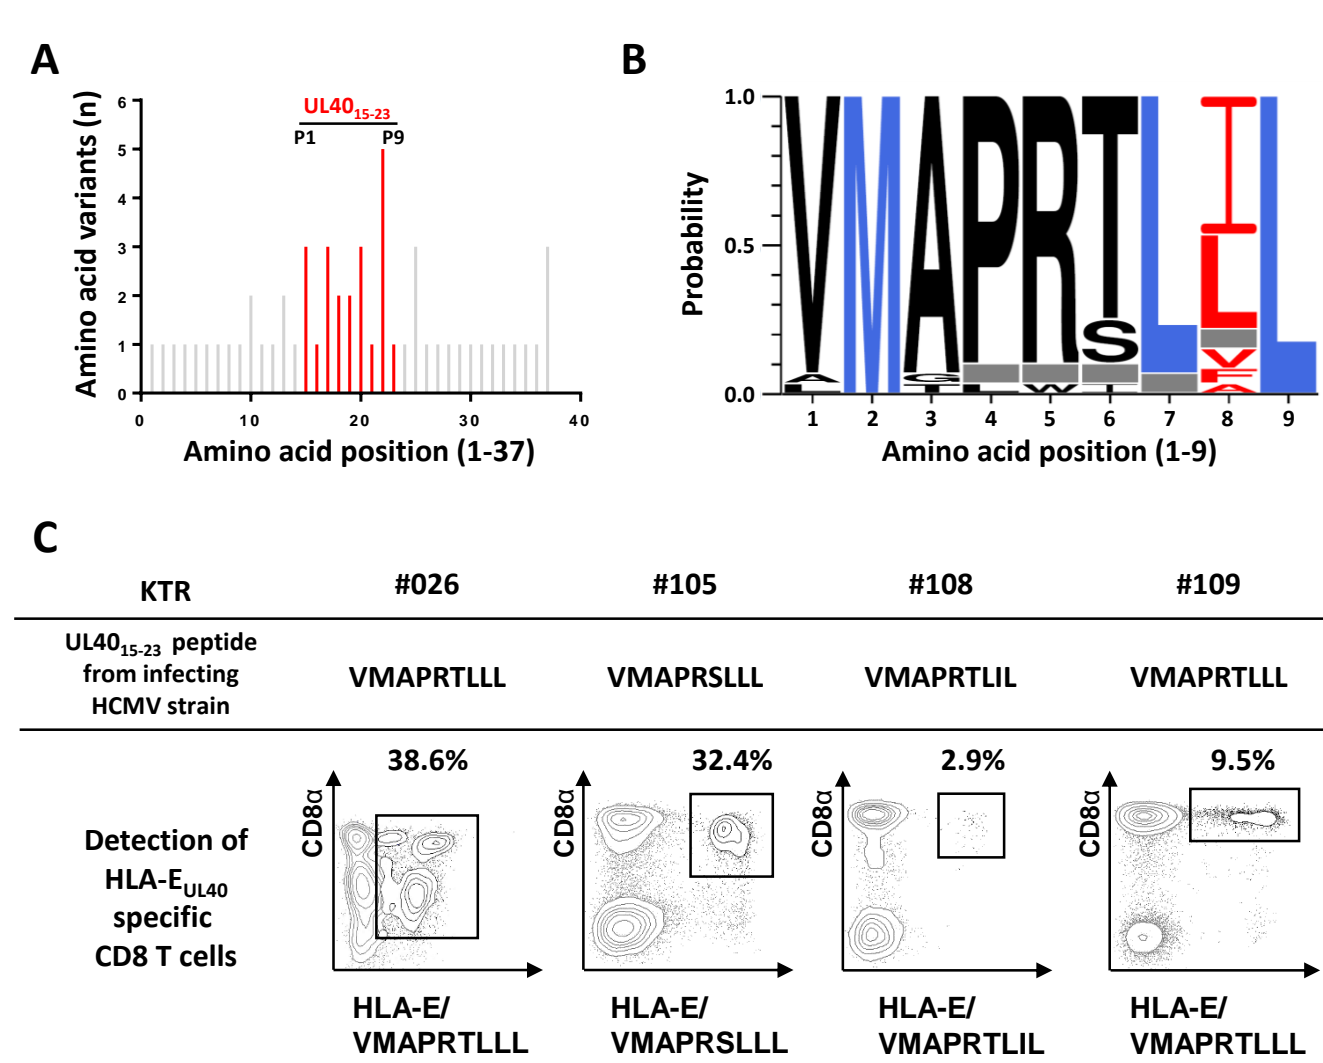 A
B
Amino acid variants (n)
6
5
4
3
2
1
0
UL4015-23
P1 P9
0 10 20 30 40
Amino acid position (1-37)
Probability
1.0
0.5
0.0
V M A P R T L I L
S L
A G V
F
L I L W I A
1 2 3 4 5 6 7 8 9
Amino acid position (1-9)
C
KTR #026 #105 #108 #109
UL4015-23 peptide
from infecting
HCMV strain
VMAPRTLLL VMAPRSLLL VMAPRTLIL VMAPRTLLL
38.6% 32.4% 2.9% 9.5%
Detection of
HLA-EUL40
specific
CD8 T cells
CD8α CD8α CD8α CD8α
HLA-E/ HLA-E/ HLA-E/ HLA-E/
VMAPRTLLL VMAPRSLLL VMAPRTLIL VMAPRTLLL